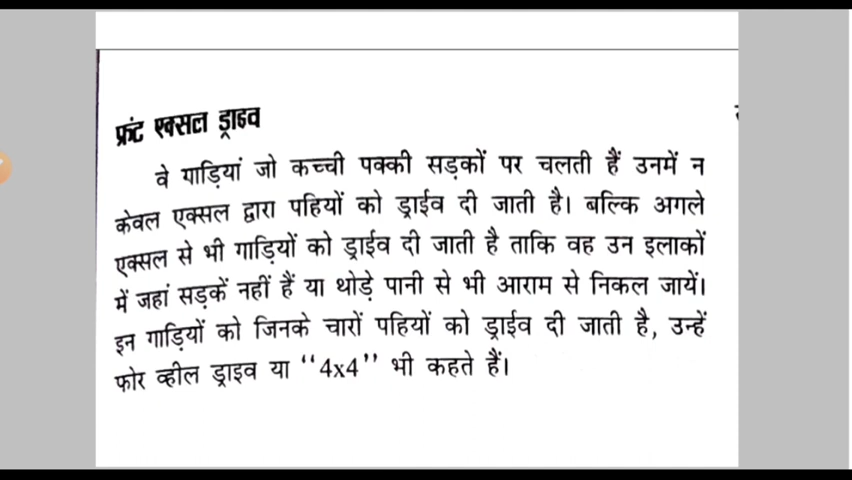 फ्रंट एक्सल ड्राइव
वे गाड़ियां जो कच्ची पक्की सड़कों पर चलती हैं उनमें न
केवल एक्सल द्वारा पहियों को ड्राईव दी जाती है। बल्कि अगले
एक्सल से भी गाड़ियों को ड्राईव दी जाती है ताकि वह उन इलाकों
में जहां सड़कें नहीं हैं या थोड़े पानी से भी आराम से निकल जायें।
इन गाड़ियों को जिनके चारों पहियों को ड्राईव दी जाती है, उन्हें
फोर व्हील ड्राइव या ‘‘4x4’’ भी कहते हैं।